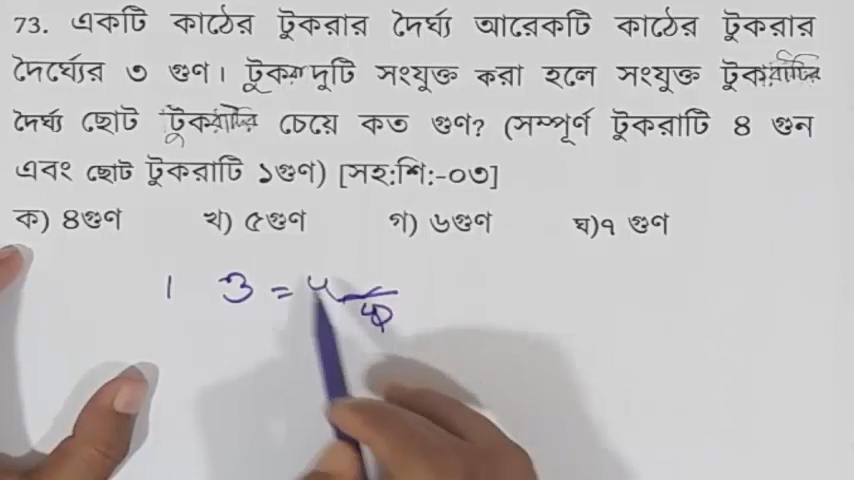 73. একটি কাঠের টুকরার দৈর্ঘ্য আরেকটি কাঠের টুকরার
দৈর্ঘ্যের ৩ গুণ। টুকরাদুটি সংযুক্ত করা হলে সংযুক্ত টুকরাটির
দৈর্ঘ্য ছোট টুকরাটির চেয়ে কত গুণ? (সম্পূর্ণ টুকরাটি ৪ গুন
এবং ছোট টুকরাটি ১গুণ) [সহ:শি:-০৩]
ক) ৪গুণ খ) ৫গুণ গ) ৬গুণ ঘ)৭ গুণ
1 3 =